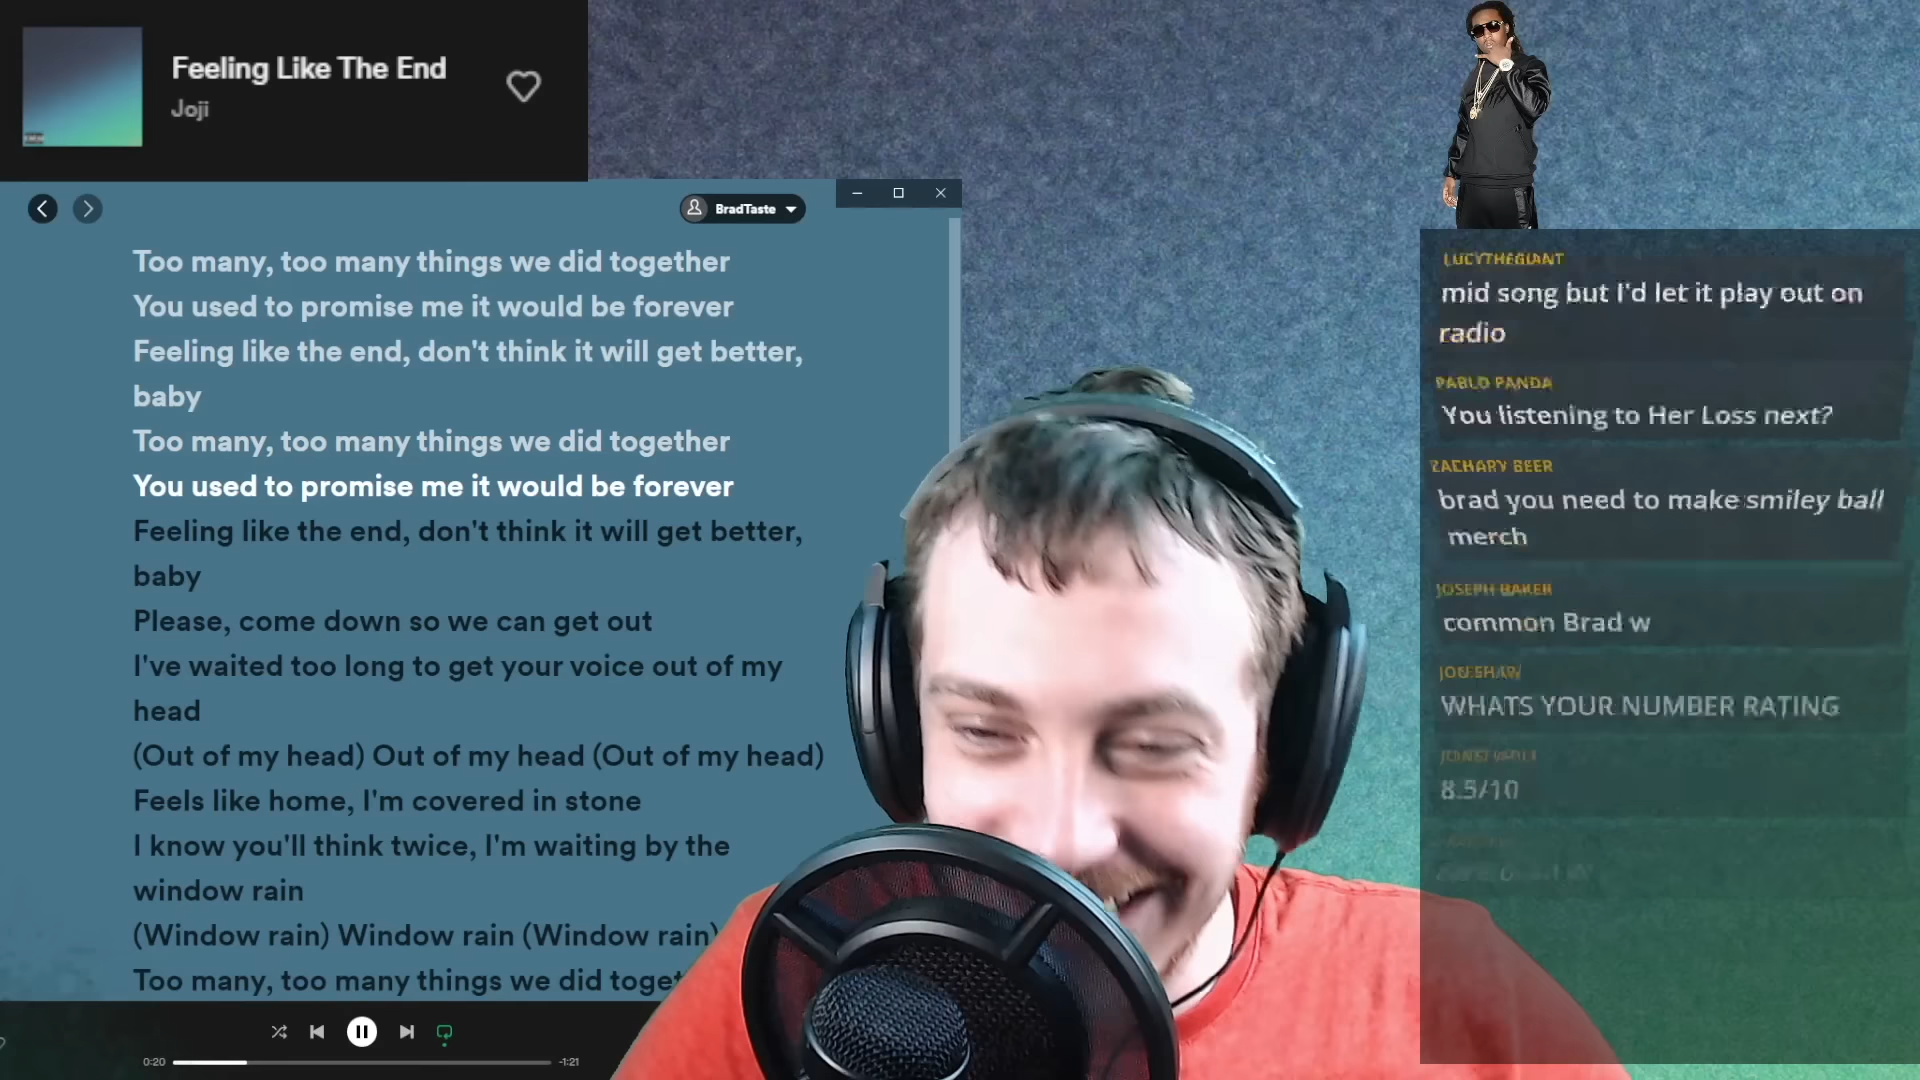 Feeling Like The End
Joji
BradTaste
Too many, too many things we did together
You used to promise me it would be forever
Feeling like the end, don't think it will get better,
baby
Too many, too many things we did together
You used to promise me it would be forever
Feeling like the end, don't think it will get better,
baby
Please, come down so we can get out
I've waited too long to get your voice out of my
head
(Out of my head) Out of my head (Out of my head)
Feels like home, I'm covered in stone
I know you'll think twice, I'm waiting by the
window rain
(Window rain) Window rain (Window rain)
Too many, too many things we did toget
0:20
-1:21
LUCYTHEGIANT
mid song but I'd let it play out on
radio
PABLO PANDA
You listening to Her Loss next?
ZACHARY BEER
brad you need to make smiley ball
merch
JOSEPH BAKER
common Brad w
WHATS YOUR NUMBER RATING
8.5/10